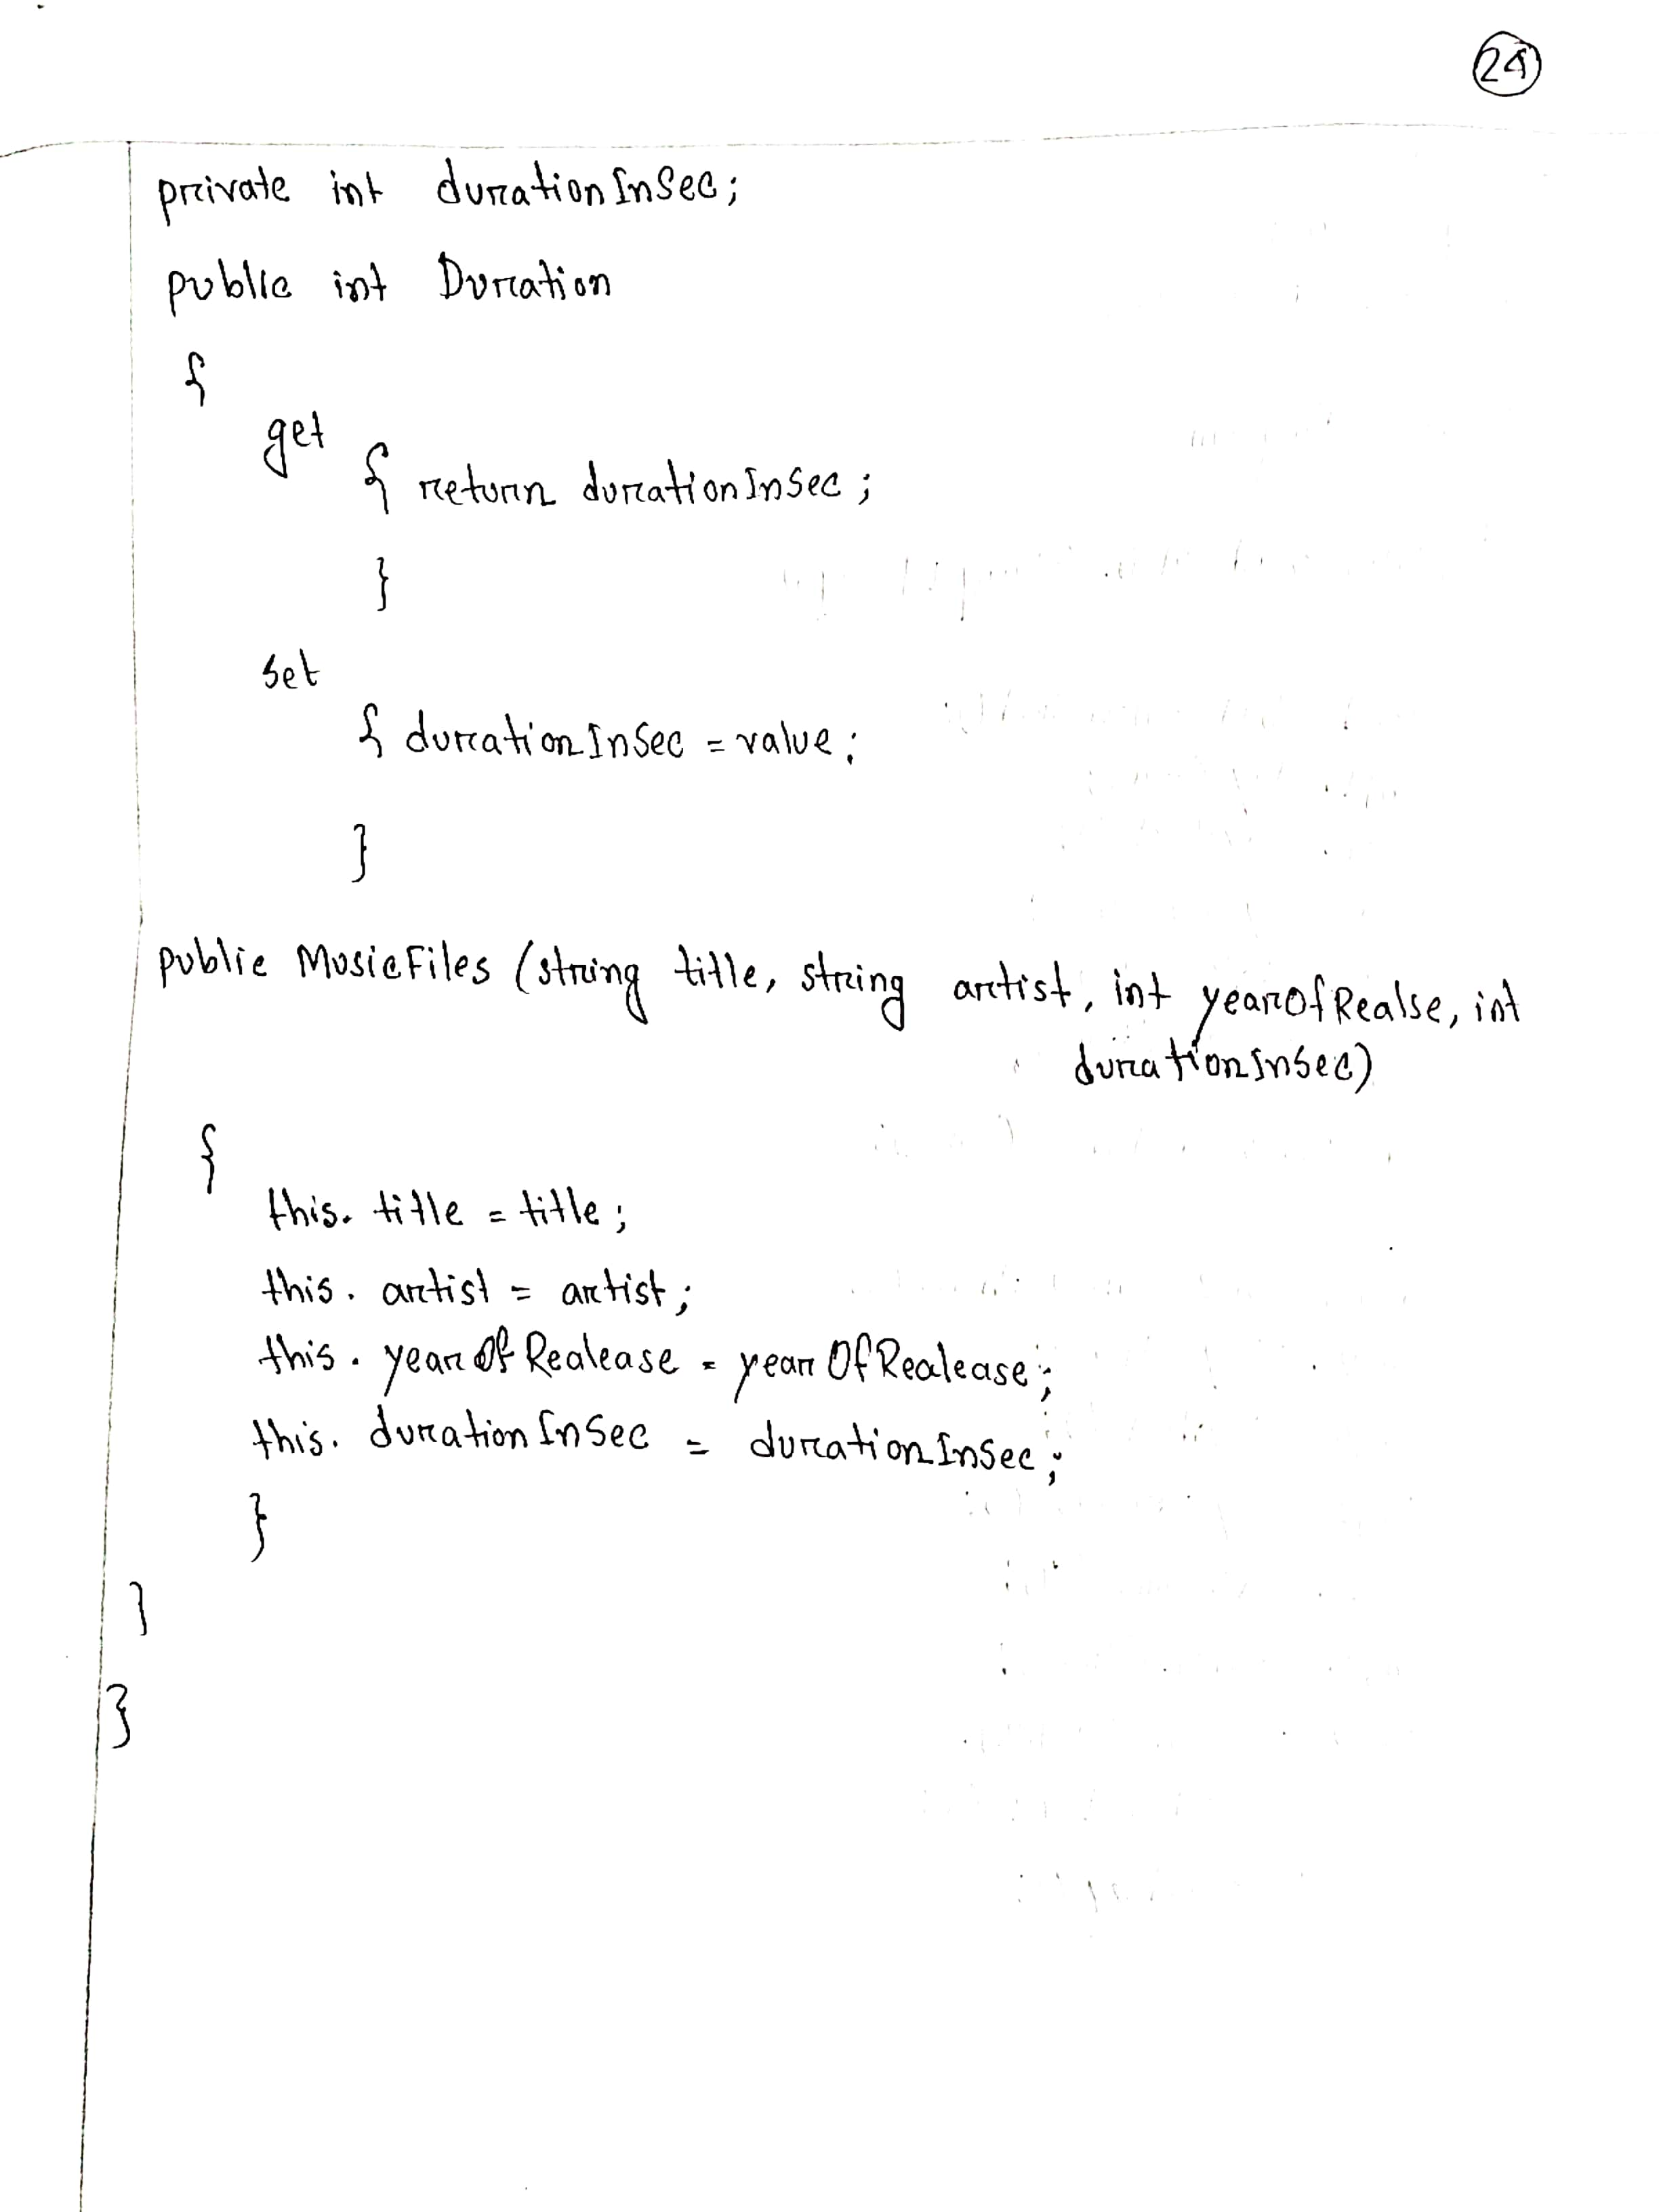 24
private int durationInSec;
public int Duration
{
get
{ return durationInSec;
}
set
{ durationInSec = value;
}
public MusicFiles (string title, string artist, int yearOfRealse, int
durationInSec)
{
this. title = title;
this. artist = artist;
this. yearOfRealease = yearOfRealease;
this. durationInSec = durationInSec;
}
}
}